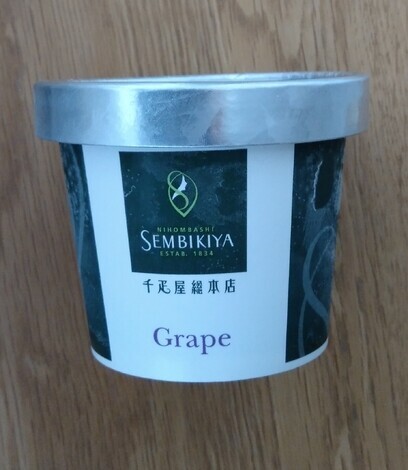 NIHOMBASHI
SEMBIKIYA
ESTAB. 1834
千疋屋総本店
Grape